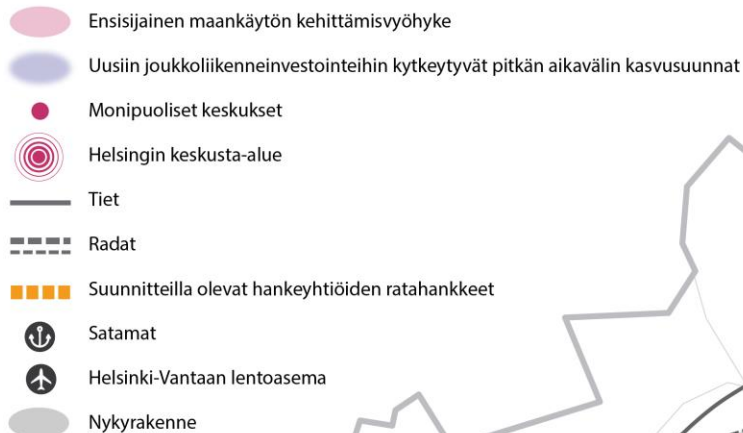 Ensisijainen maankäytön kehittämisvyöhyke
Uusiin joukkoliikenneinvestointeihin kytkeytyvät pitkän aikavälin kasvusuunnat
Monipuoliset keskukset
Helsingin keskusta-alue
Tiet
Radat
Suunnitteilla olevat hankeyhtiöiden ratahankkeet
Satamat
Helsinki-Vantaan lentoasema
Nykyrakenne